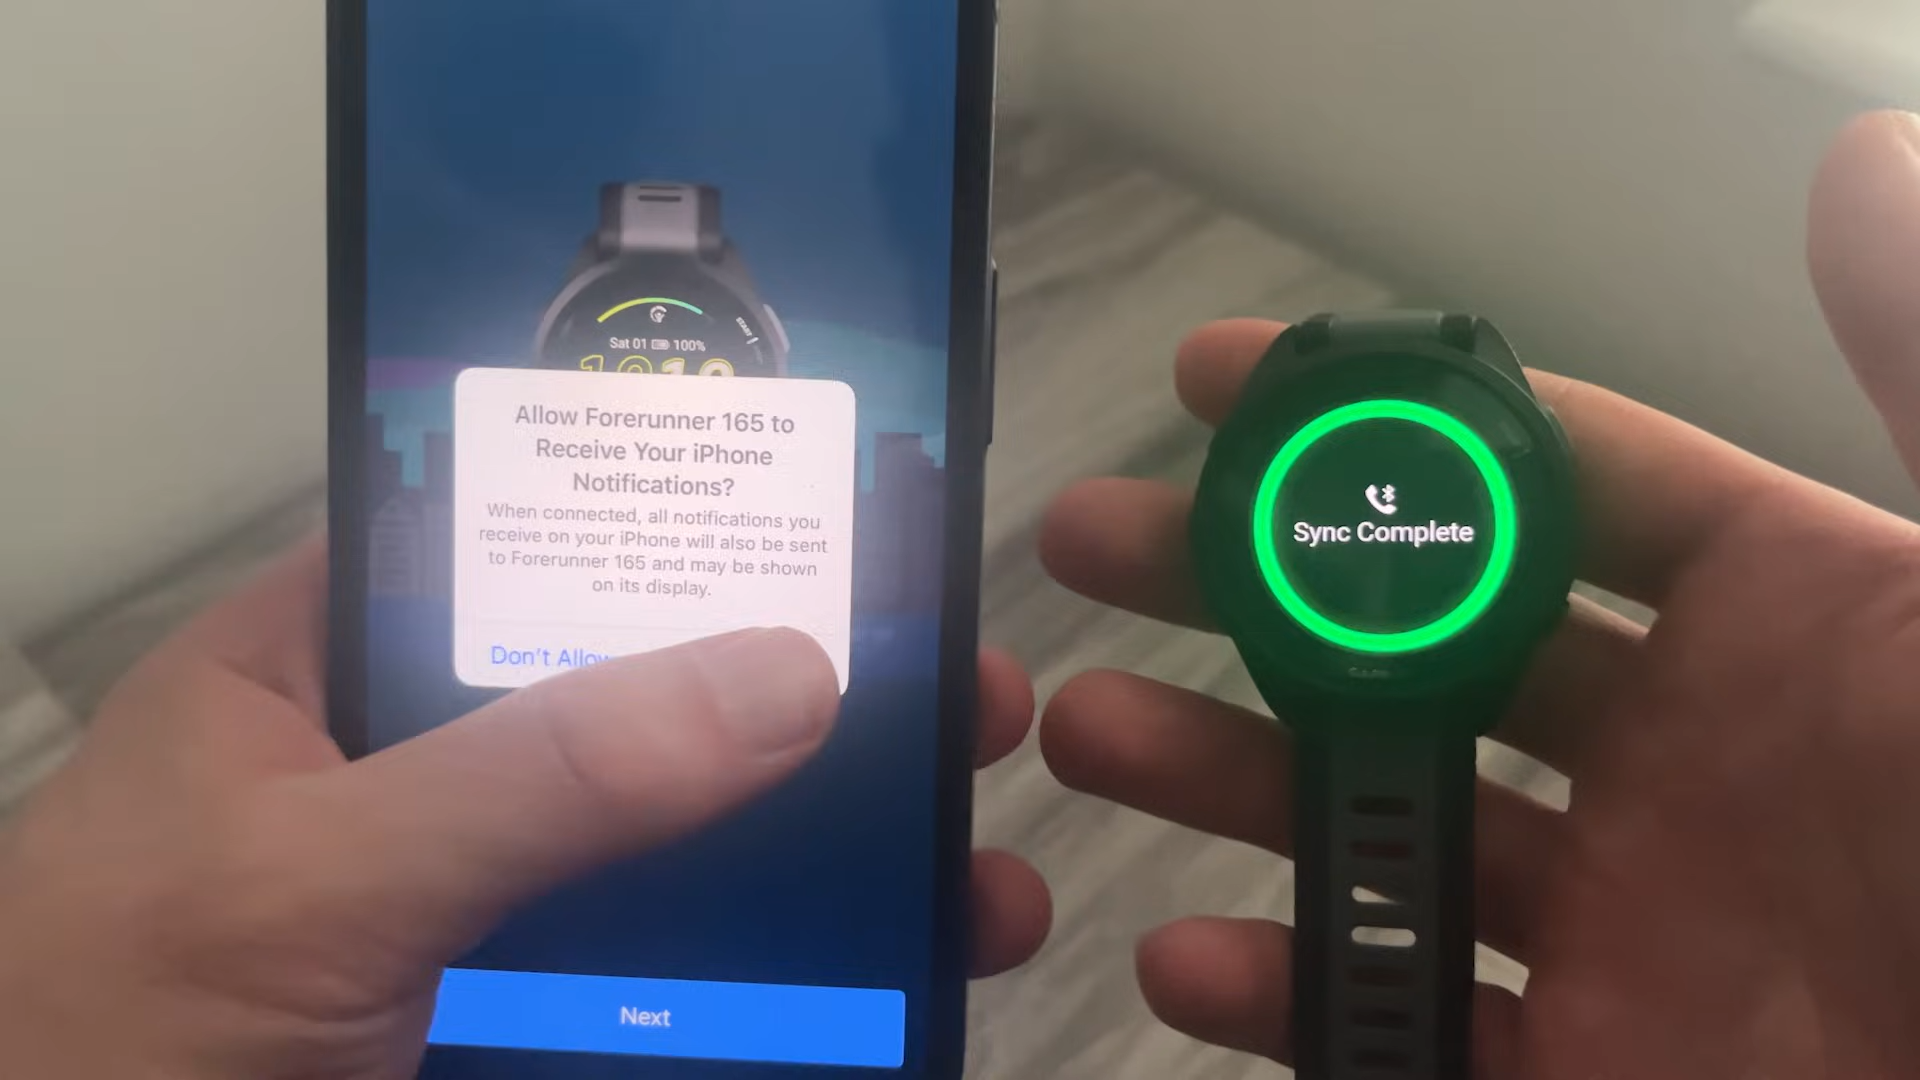 START
Sat 01 100%
Allow Forerunner 165 to
Receive Your iPhone
Notifications?
When connected, all notifications you
receive on your iPhone will also be sent
to Forerunner 165 and may be shown
on its display.
Don't Allow
Next
Sync Complete